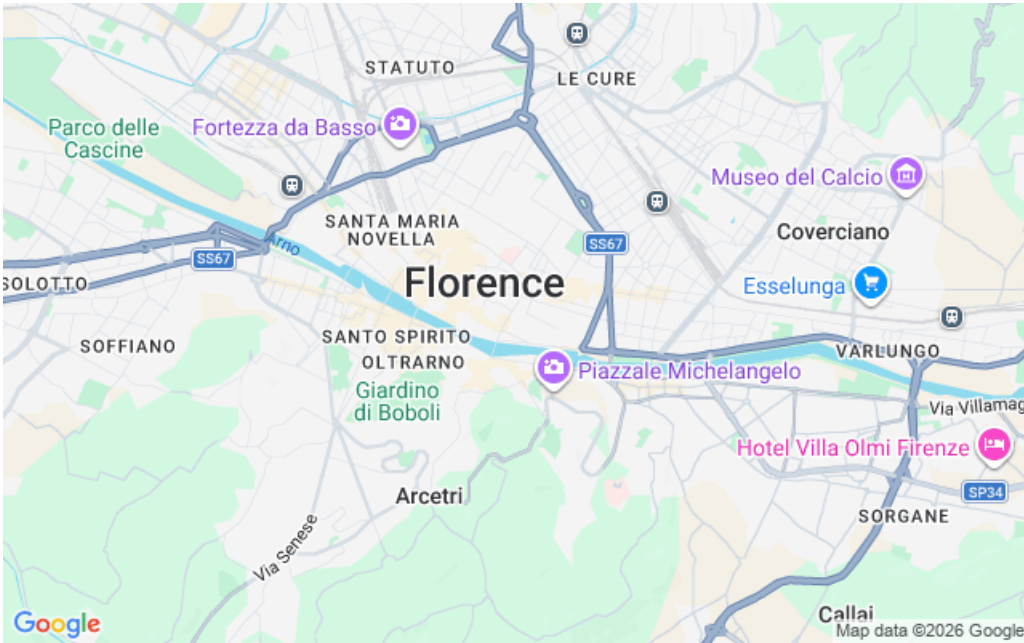 STATUTO
LE CURE
Parco delle
Cascine
Fortezza da Basso
Museo del Calcio
SANTA MARIA
NOVELLA
Coverciano
Arno
SS67
SS67
SOLOTTO
Florence
Esselunga
SANTO SPIRITO
SOFFIANO
OLTRARNO
VARLUNGO
Piazzale Michelangelo
Giardino
di Boboli
Via Villamag
Hotel Villa Olmi Firenze
Arcetri
SP34
SORGANE
Via Senese
Callai
Google
Map data ©2026 Google